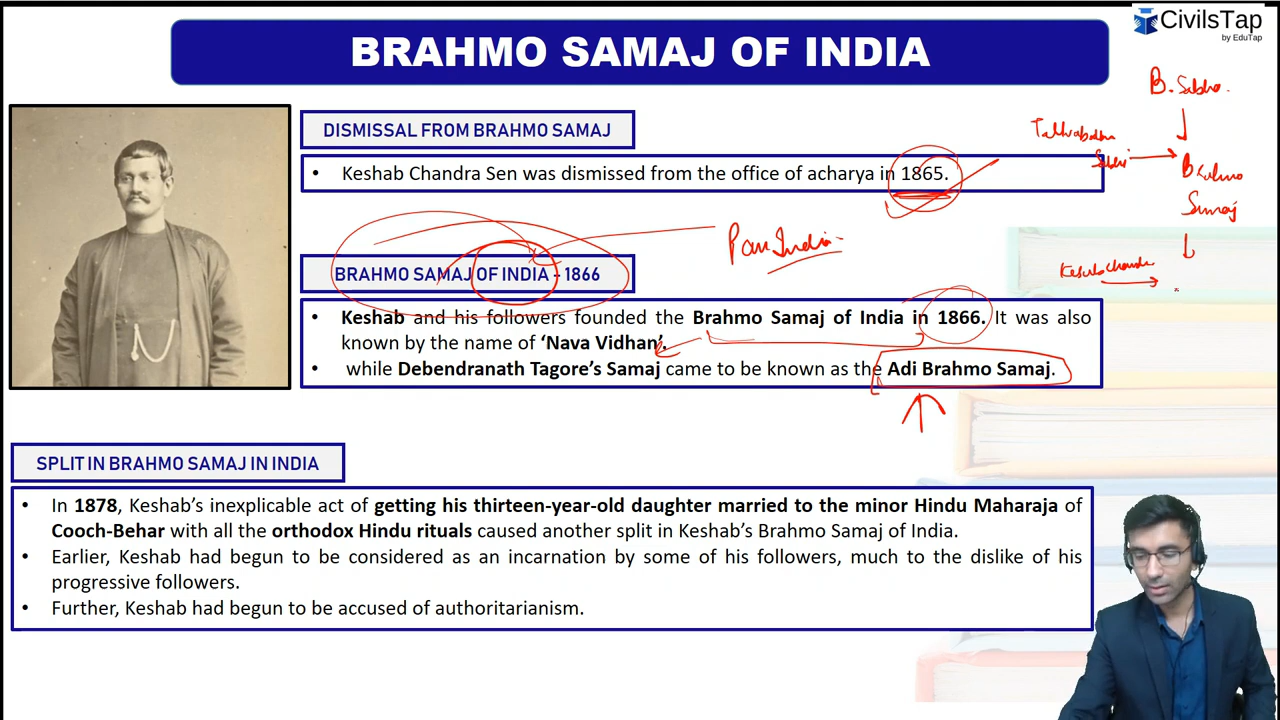 CivilsTap
by EduTap
BRAHMO SAMAJ OF INDIA
B. Sabha.
DISMISSAL FROM BRAHMO SAMAJ
• Keshab Chandra Sen was dismissed from the office of acharya in 1865.
Brahmo
Samaj
Pan India
BRAHMO SAMAJ OF INDIA - 1866
• Keshab and his followers founded the Brahmo Samaj of India in 1866. It was also
known by the name of ‘Nava Vidhan’.
• while Debendranath Tagore’s Samaj came to be known as the Adi Brahmo Samaj.
SPLIT IN BRAHMO SAMAJ IN INDIA
• In 1878, Keshab’s inexplicable act of getting his thirteen-year-old daughter married to the minor Hindu Maharaja of
Cooch-Behar with all the orthodox Hindu rituals caused another split in Keshab’s Brahmo Samaj of India.
• Earlier, Keshab had begun to be considered as an incarnation by some of his followers, much to the dislike of his
progressive followers.
• Further, Keshab had begun to be accused of authoritarianism.